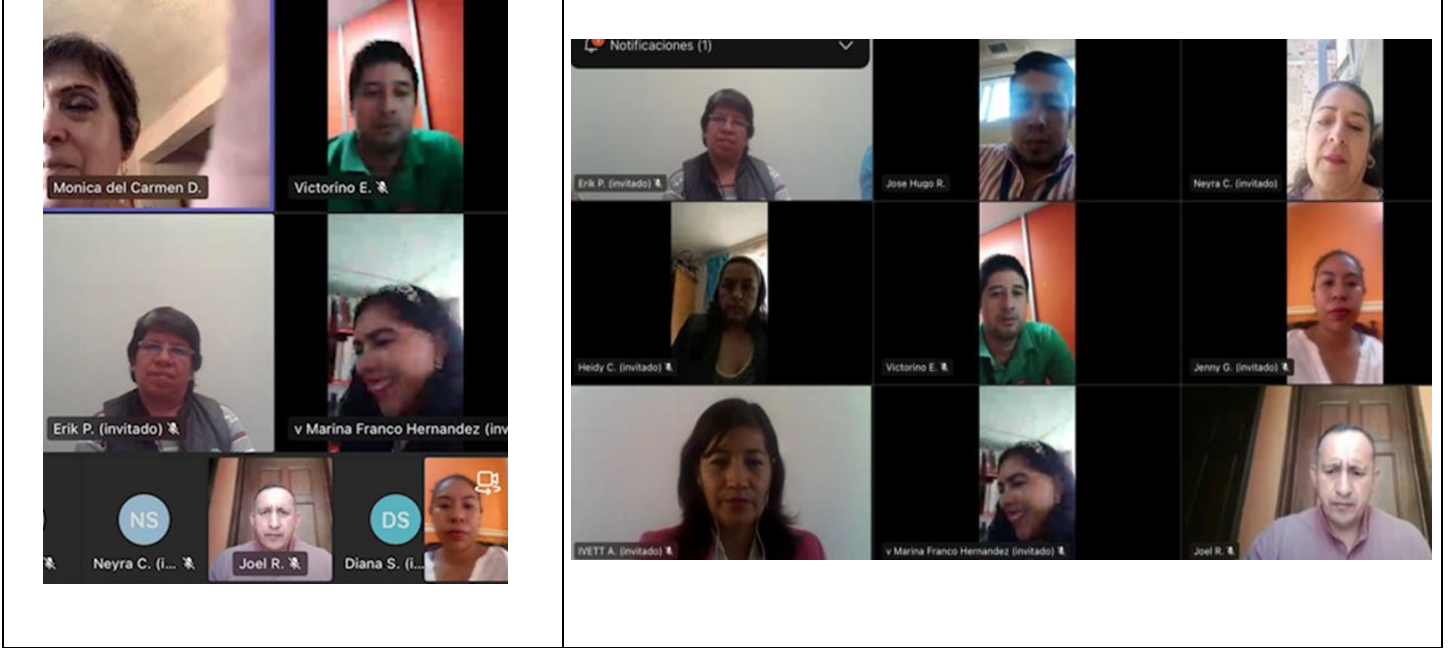 Monica del Carmen D.
Victorino E.
Erik P. (invitado)
v Marina Franco Hernandez (inv
NS
DS
Neyra C. (i...
Joel R.
Diana S. (i...
Notificaciones (1)
Erik P. (invitado)
Jose Hugo R.
Neyra C. (invitado)
Heidy C. (invitado)
Victorino E.
Jenny G. (invitado)
IVETT A. (invitado)
v Marina Franco Hernandez (invitado)
Joel R.